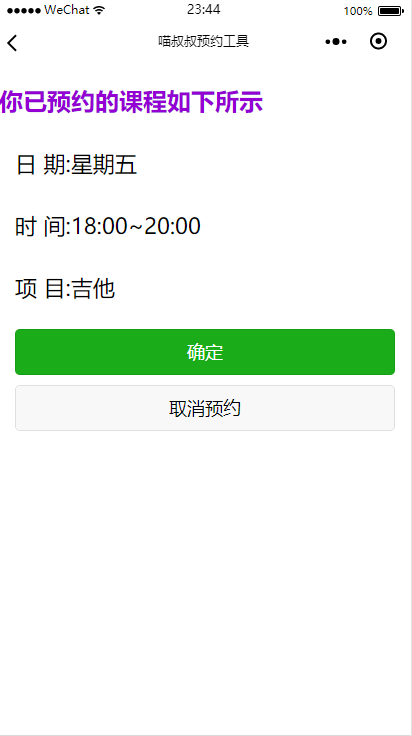 ●●●●● WeChat 23:44 100%
喵叔叔预约工具
你已预约的课程如下所示
日 期:星期五
时 间:18:00~20:00
项 目:吉他
确定
取消预约